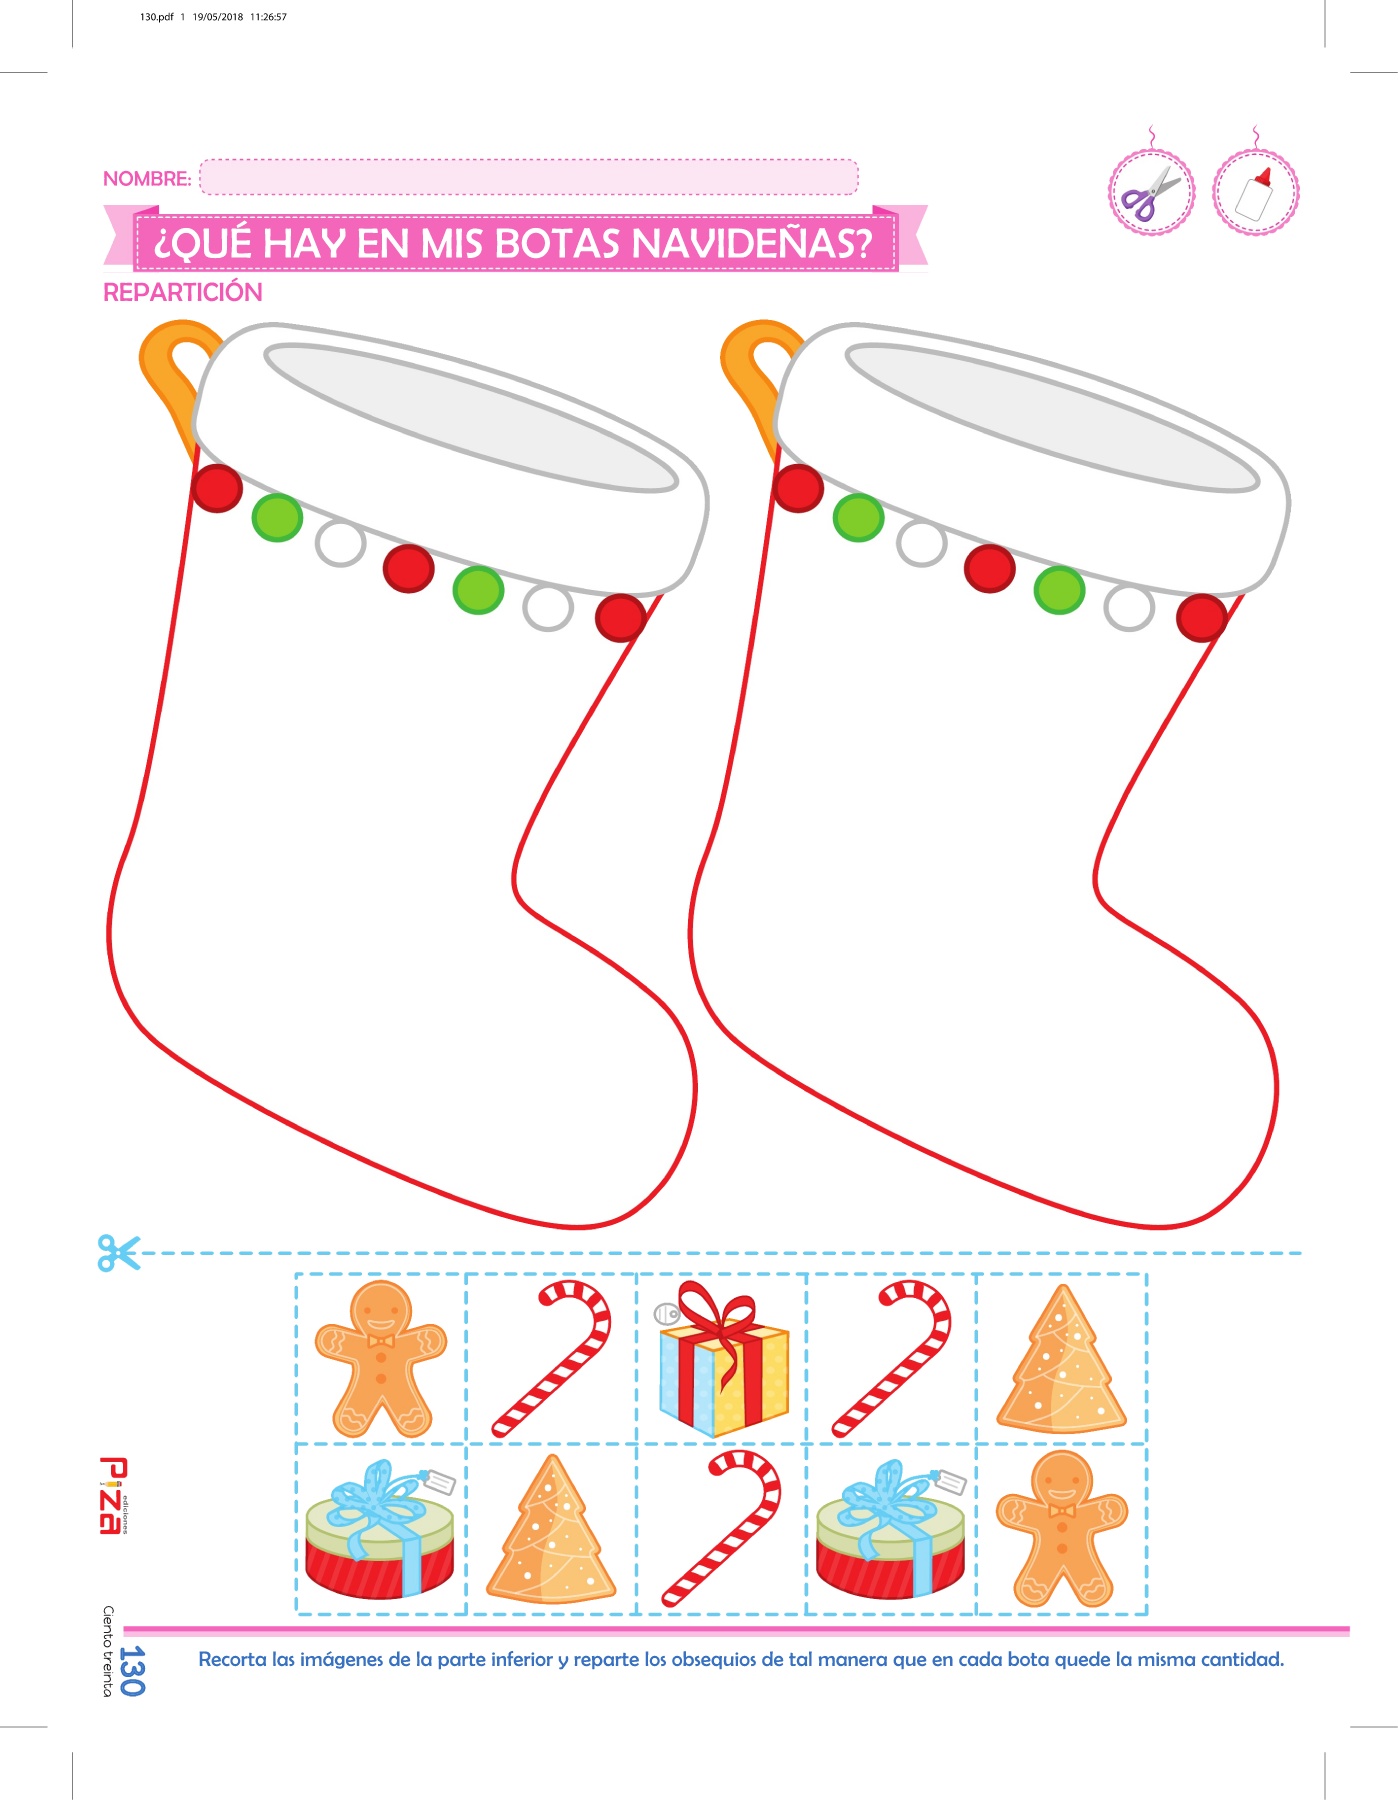 130.pdf 1 19/05/2018 11:26:57
NOMBRE:
¿QUÉ HAY EN MIS BOTAS NAVIDEÑAS?
REPARTICIÓN
Piza
ediciones
Ciento treinta
130
Recorta las imágenes de la parte inferior y reparte los obsequios de tal manera que en cada bota quede la misma cantidad.